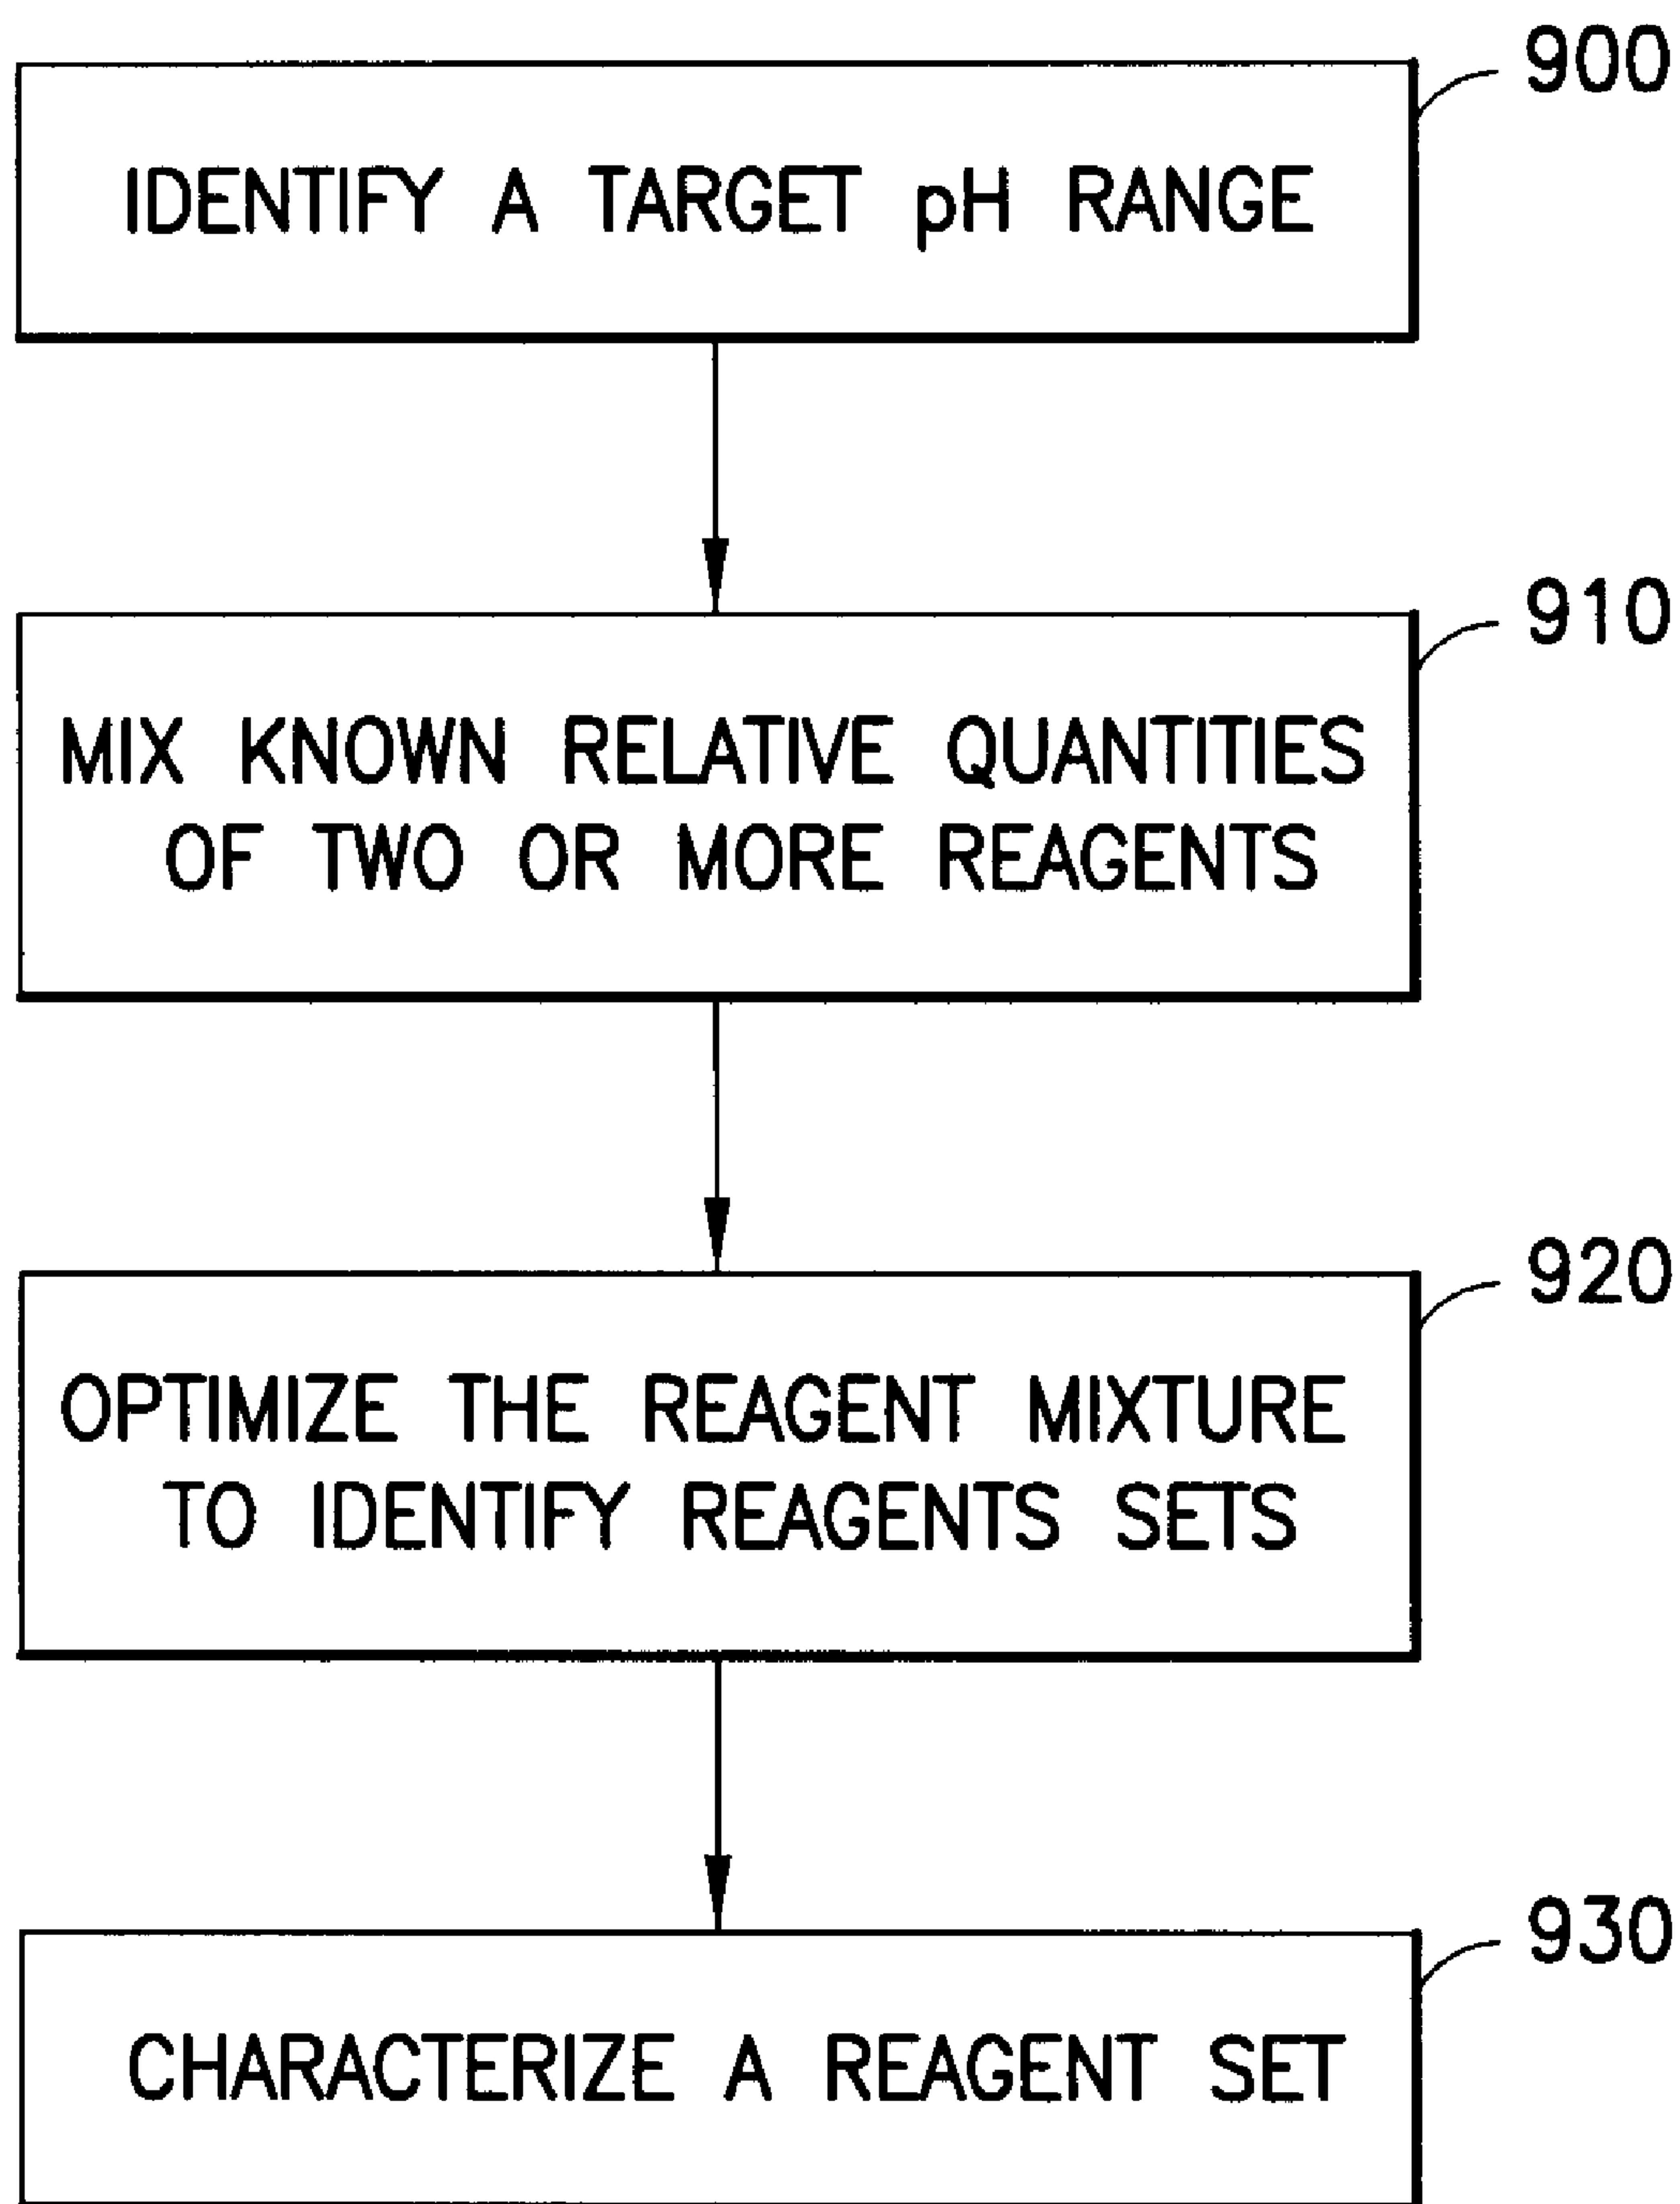 900
IDENTIFY A TARGET pH RANGE
910
MIX KNOWN RELATIVE QUANTITIES
OF TWO OR MORE REAGENTS
920
OPTIMIZE THE REAGENT MIXTURE
TO IDENTIFY REAGENTS SETS
930
CHARACTERIZE A REAGENT SET